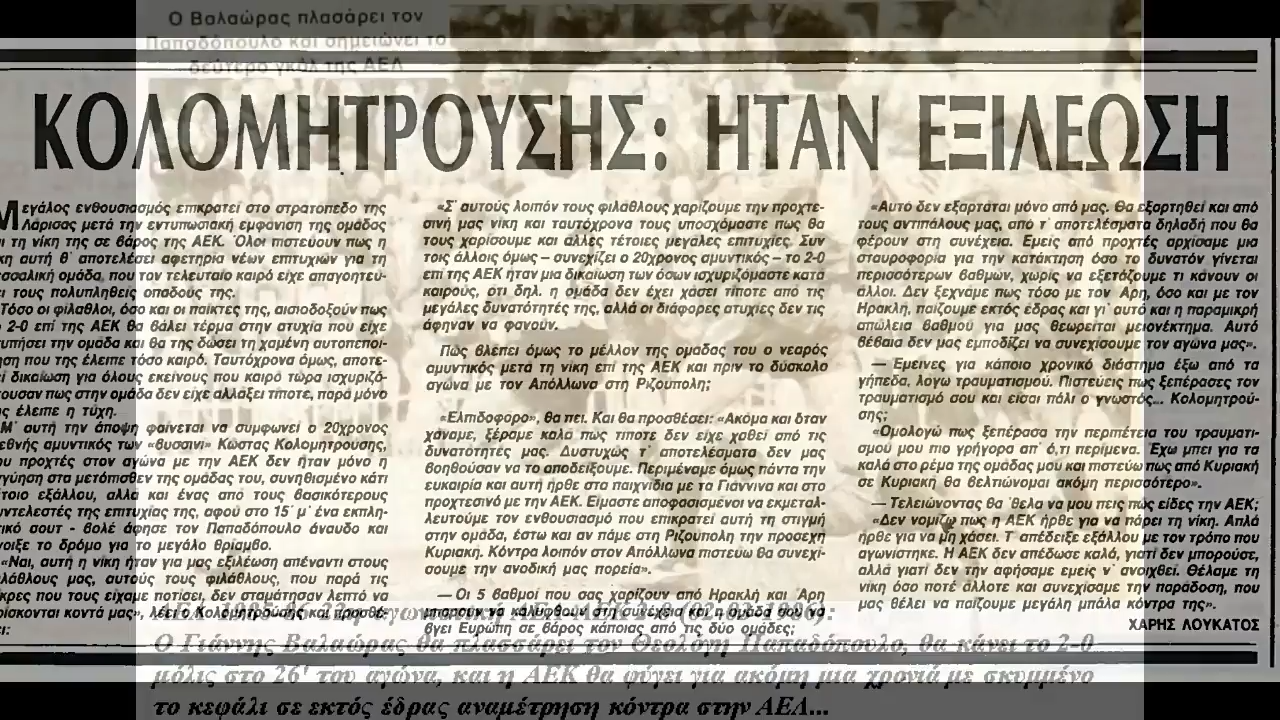 Ο Βαλαώρας πλασάρει τον
Παπαδόπουλο και σημειώνει το
δεύτερο γκολ της ΑΕΛ
ΚΟΛΟΜΗΤΡΟΥΣΗΣ: ΗΤΑΝ ΕΞΙΛΕΩΣΗ
Μεγάλος ενθουσιασμός επικρατεί στο στρατόπεδο της
Λάρισας μετά την εντυπωσιακή εμφάνιση της ομάδος
τη νίκη της σε βάρος της ΑΕΚ. Όλοι πιστεύουν πως η
αυτή θ' αποτελέσει αφετηρία νέων επιτυχιών για τη
ομάδα, που τον τελευταίο καιρό είχε απαγοητεύ-
τους πολυπληθείς οπαδούς της.
Τόσο οι φίλαθλοι, όσο και οι παίκτες της, αισιοδοξούν πως
2-0 επί της ΑΕΚ θα βάλει τέρμα στην ατυχία που είχε
την ομάδα και θα της δώσει τη χαμένη αυτοπεποί-
που της έλειπε τόσο καιρό. Ταυτόχρονα όμως, αποτε-
δικαίωση για όλους εκείνους που καιρό τώρα ισχυριζό-
πως στην ομάδα δεν είχε αλλάξει τίποτε, παρά μόνο
έλειπε η τύχη.
Μ' αυτή την άποψη φαίνεται να συμφωνεί ο 20χρονος
αμυντικός των «βυσσινί» Κώστας Κολομητρούσης,
προχτές στον αγώνα με την ΑΕΚ δεν ήταν μόνο η
στα μετόπισθεν της ομάδας του, συνηθισμένο κάτι
εξάλλου, αλλά και ένας από τους βασικότερους
της επιτυχίας της, αφού στο 15' μ' ένα εκπλη-
σουτ - βολέ άφησε τον Παπαδόπουλο άναυδο και
το δρόμο για το μεγάλο θρίαμβο.
«Ναι, αυτή η νίκη ήταν για μας εξιλέωση απέναντι στους
μας, αυτούς τους φιλάθλους, που παρά τις
που τους είχαμε ποτίσει, δεν σταμάτησαν λεπτό να
κοντά μας», λέει ο Κολομητρούσης και προσθέ-
«Σ' αυτούς λοιπόν τους φιλάθλους χαρίζουμε την προχτε-
σινή μας νίκη και ταυτόχρονα τους υποσχόμαστε πως θα
τους χαρίσουμε και άλλες τέτοιες μεγάλες επιτυχίες. Συν
τοις άλλοις όμως – συνεχίζει ο 20χρονος αμυντικός – το 2-0
επί της ΑΕΚ ήταν μια δικαίωση των όσων ισχυριζόμαστε κατά
καιρούς, ότι δηλ. η ομάδα δεν έχει χάσει τίποτε από τις
μεγάλες δυνατότητές της, αλλά οι διάφορες ατυχίες δεν τις
άφηναν να φανούν.
Πώς βλέπει όμως το μέλλον της ομάδας του ο νεαρός
αμυντικός μετά τη νίκη επί της ΑΕΚ και πριν το δύσκολο
αγώνα με τον Απόλλωνα στη Ριζούπολη;
«Ελπιδοφόρο», θα πει. Και θα προσθέσει: «Ακόμα και όταν
χάναμε, ξέραμε καλά πως τίποτε δεν είχε χαθεί από τις
δυνατότητές μας. Δυστυχώς τ' αποτελέσματα δεν μας
βοηθούσαν να το αποδείξουμε. Περιμέναμε όμως πάντα την
ευκαιρία και αυτή ήρθε στα παιχνίδια με τα Γιάννινα και στο
προχτεσινό με την ΑΕΚ. Είμαστε αποφασισμένοι να εκμεταλ-
λευτούμε τον ενθουσιασμό που επικρατεί αυτή τη στιγμή
στην ομάδα, έστω και αν πάμε στη Ριζούπολη την προσεχή
Κυριακή. Κόντρα λοιπόν στον Απόλλωνα πιστεύω θα συνεχί-
σουμε την ανοδική μας πορεία».
— Οι 5 βαθμοί που σας χωρίζουν από Ηρακλή και Άρη
μπορούν να καλυφθούν στη συνέχεια και η ομάδα σου να
βγει Ευρώπη σε βάρος κάποιας από τις δύο ομάδες;
«Αυτό δεν εξαρτάται μόνο από μας. Θα εξαρτηθεί και από
τους αντιπάλους μας, από τ' αποτελέσματα δηλαδή που θα
φέρουν στη συνέχεια. Εμείς από προχτές αρχίσαμε μια
σταυροφορία για την κατάκτηση όσο το δυνατόν γίνεται
περισσότερων βαθμών, χωρίς να εξετάζουμε τι κάνουν οι
άλλοι. Δεν ξεχνάμε πως τόσο με τον Άρη, όσο και με τον
Ηρακλή, παίζουμε εκτός έδρας και γι' αυτό και η παραμικρή
απώλεια βαθμού για μας θεωρείται μειονέκτημα. Αυτό
βέβαια δεν μας εμποδίζει να συνεχίσουμε τον αγώνα μας».
— Έμεινες για κάποιο χρονικό διάστημα έξω από τα
γήπεδα, λόγω τραυματισμού. Πιστεύεις πως ξεπέρασες τον
τραυματισμό σου και είσαι πάλι ο γνωστός... Κολομητρού-
σης;
«Ομολογώ πως ξεπέρασα την περιπέτεια του τραυματι-
σμού μου πιο γρήγορα απ' ό,τι περίμενα. Έχω μπει για τα
καλά στο ρέμα της ομάδος μου και πιστεύω πως από Κυριακή
σε Κυριακή θα βελτιώνομαι ακόμη περισσότερο».
— Τελειώνοντας θα 'θελα να μου πεις πώς είδες την ΑΕΚ;
«Δεν νομίζω πως η ΑΕΚ ήρθε για να πάρει τη νίκη. Απλά
ήρθε για να μη χάσει. Τ' απέδειξε εξάλλου με τον τρόπο που
αγωνίστηκε. Η ΑΕΚ δεν απέδωσε καλά, γιατί δεν μπορούσε,
αλλά γιατί δεν την αφήσαμε εμείς ν' ανοιχθεί. Θέλαμε τη
νίκη όσο ποτέ άλλοτε και συνεχίσαμε την παράδοση, που
μας θέλει να παίζουμε μεγάλη μπάλα κόντρα της».
ΧΑΡΗΣ ΛΟΥΚΑΤΟΣ
ΑΕΛ 1985-86, 22η αγωνιστική ΑΕΛ-ΑΕΚ 2-0 (02-03-1986):
Ο Γιάννης Βαλαώρας θα πλασσάρει τον Θεολόγη Παπαδόπουλο, θα κάνει το 2-0
μόλις στο 26' του αγώνα, και η ΑΕΚ θα φύγει για ακόμη μια χρονιά με σκυμμένο
το κεφάλι σε εκτός έδρας αναμέτρηση κόντρα στην ΑΕΛ...